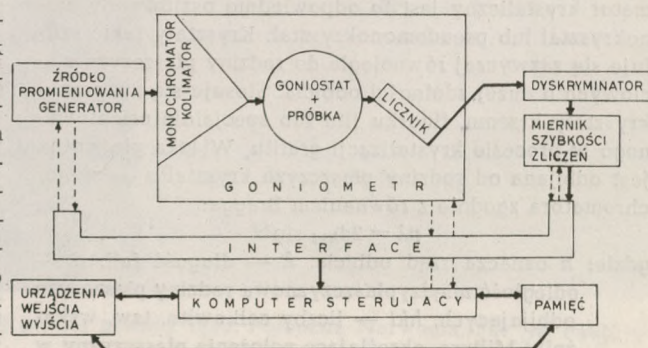 ŹRÓDŁO
PROMIENIOWANIA
GENERATOR
MONOCHROMATOR
KOLIMATOR
GONIOSTAT
+
PRÓBKA
LICZNIK
DYSKRIMINATOR
MIERNIK
SZYBKOŚCI
ZLICZEŃ
GONIOMETR
INTERFACE
URZĄDZENIA
WEJŚCIA
WYJŚCIA
KOMPUTER STERUJĄCY
PAMIĘĆ